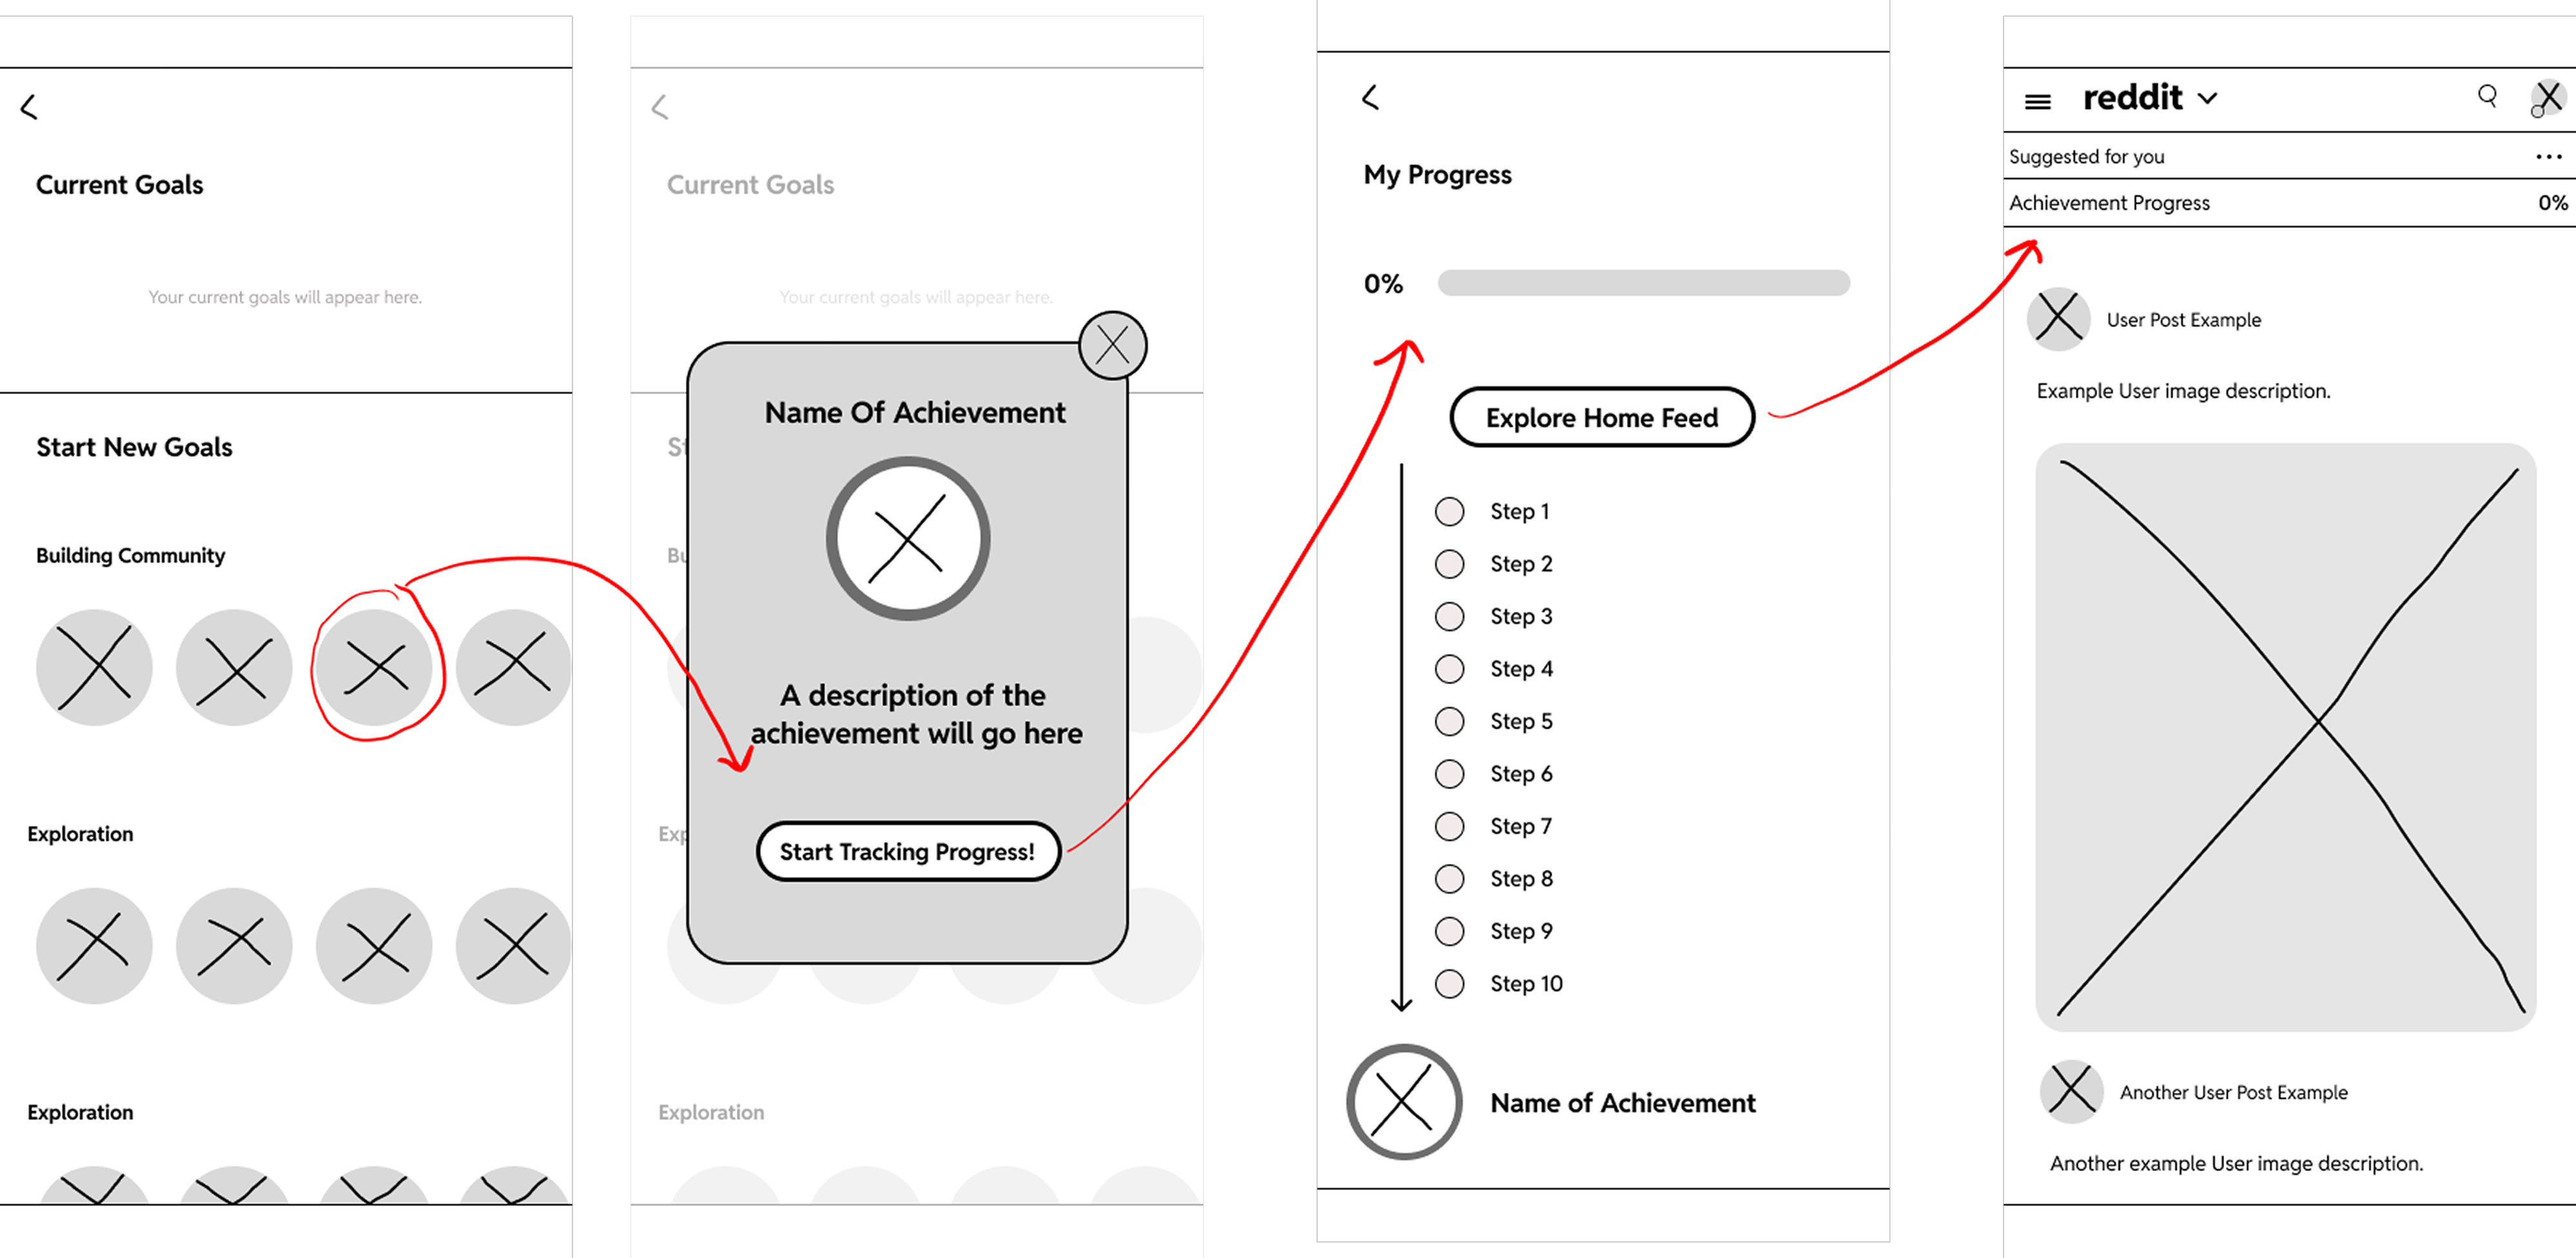 Current Goals
Your current goals will appear here.
Start New Goals
Building Community
Exploration
Exploration
Current Goals
Your current goals will appear here.
St
Bu
Name Of Achievement
A description of the
achievement will go here
Start Tracking Progress!
Exp
Exploration
My Progress
0%
Explore Home Feed
Step 1
Step 2
Step 3
Step 4
Step 5
Step 6
Step 7
Step 8
Step 9
Step 10
Name of Achievement
reddit
Suggested for you
Achievement Progress 0%
User Post Example
Example User image description.
Another User Post Example
Another example User image description.